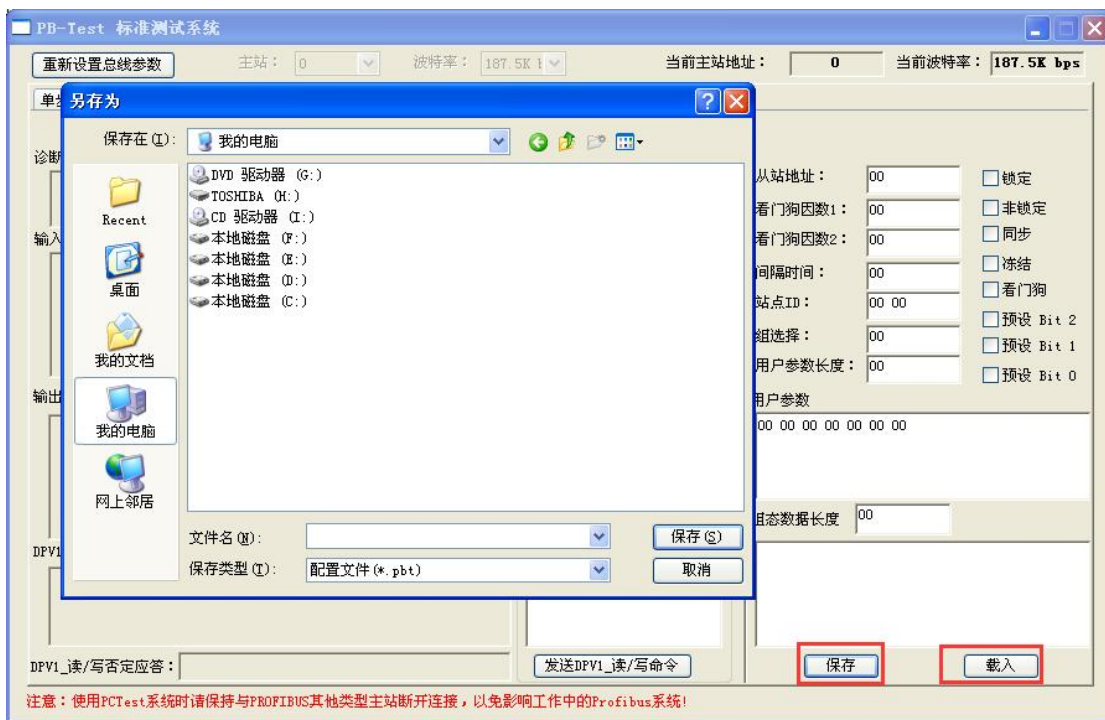 PB-Test 标准测试系统
重新设置总线参数 主站： 0 波特率： 187.5K 当前主站地址： 0 当前波特率： 187.5K bps
另存为
保存在(I): 我的电脑
Recent
桌面
我的文档
我的电脑
网上邻居
DVD 驱动器 (G:)
TOSHIBA (H:)
CD 驱动器 (I:)
本地磁盘 (F:)
本地磁盘 (E:)
本地磁盘 (D:)
本地磁盘 (C:)
文件名(N): 保存(S)
保存类型(T): 配置文件(*.pbt) 取消
诊断
输入
输出
DPV1
从站地址： 00 锁定
看门狗因数1： 00 非锁定
看门狗因数2： 00 同步
间隔时间： 00 冻结
看门狗
站点ID： 00 00
预设 Bit 2
组选择： 00
预设 Bit 1
用户参数长度： 00
预设 Bit 0
用户参数
00 00 00 00 00 00 00
组态数据长度 00
DPV1_读/写否定应答： 发送DPV1_读/写命令 保存 载入
注意：使用PCTest系统时请保持与PROFIBUS其他类型主站断开连接，以免影响工作中的Profibus系统!